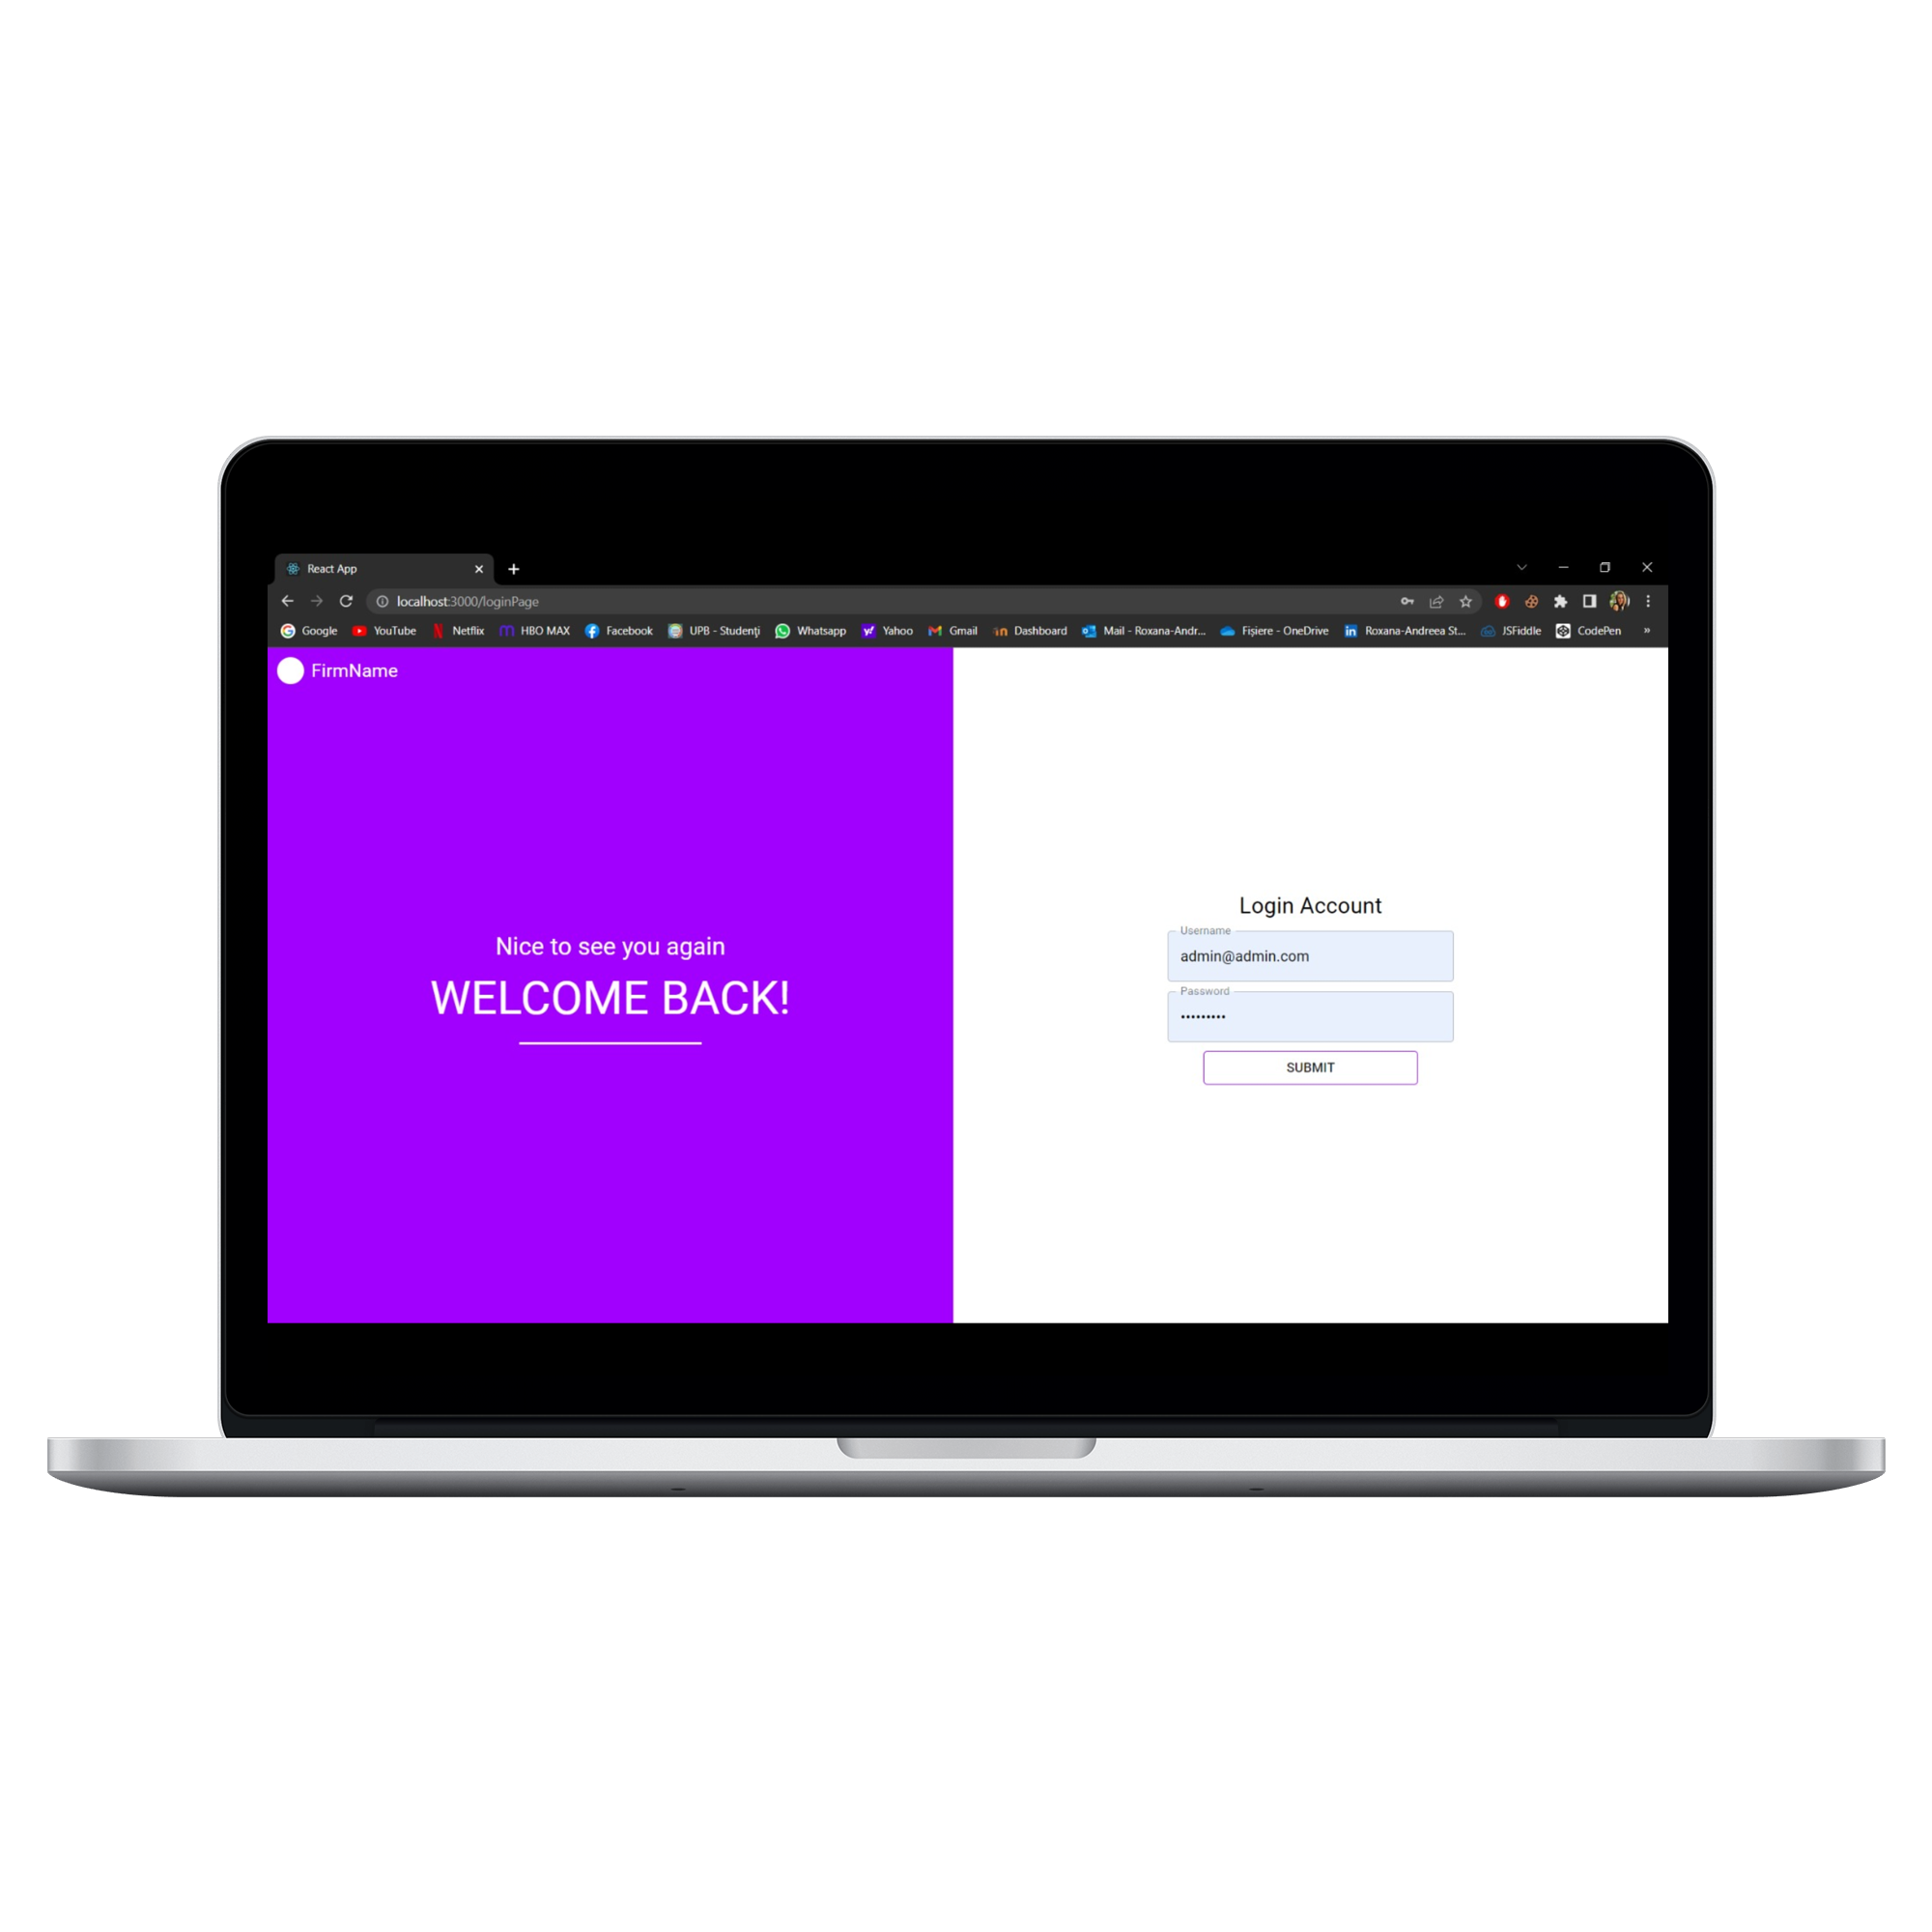 React App
localhost:3000/loginPage
Google YouTube Netflix HBO MAX Facebook UPB - Studenți Whatsapp Yahoo Gmail Dashboard Mail - Roxana-Andr... Fișiere - OneDrive Roxana-Andreea St... JSFiddle CodePen »
FirmName
Nice to see you again
WELCOME BACK!
Login Account
Username
admin@admin.com
Password
•••••••••
SUBMIT